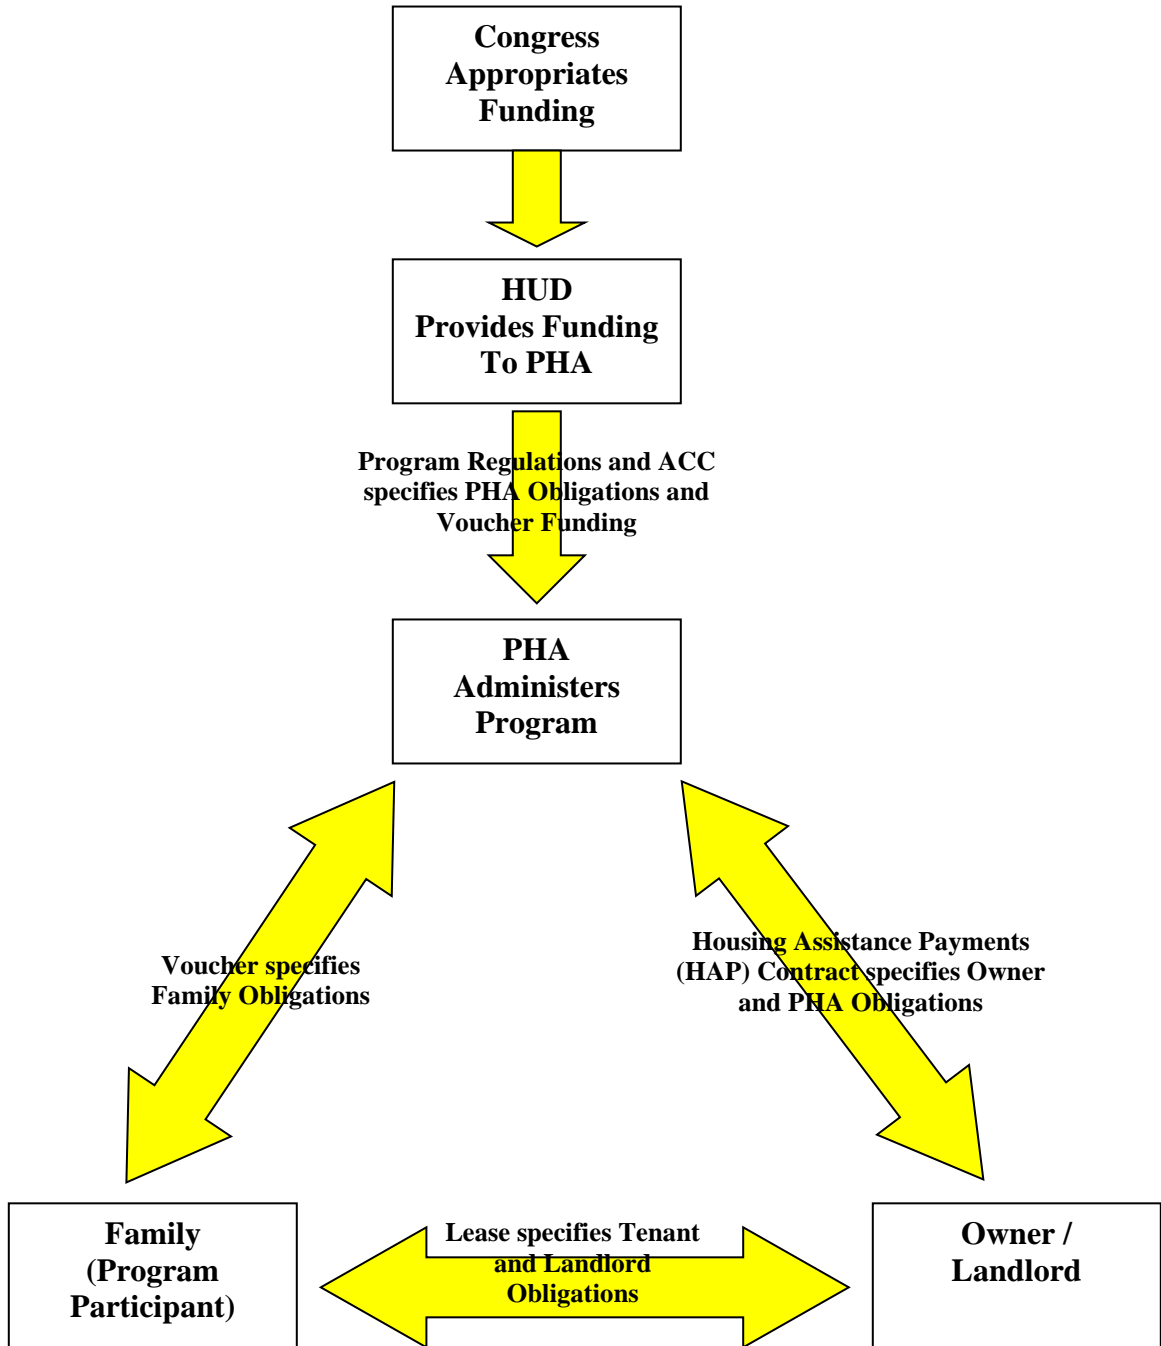 Congress
Appropriates
Funding
HUD
Provides Funding
To PHA
Program Regulations and ACC
specifies PHA Obligations and
Voucher Funding
PHA
Administers
Program
Voucher specifies
Family Obligations
Housing Assistance Payments
(HAP) Contract specifies Owner
and PHA Obligations
Family
(Program
Participant)
Lease specifies Tenant
and Landlord
Obligations
Owner /
Landlord